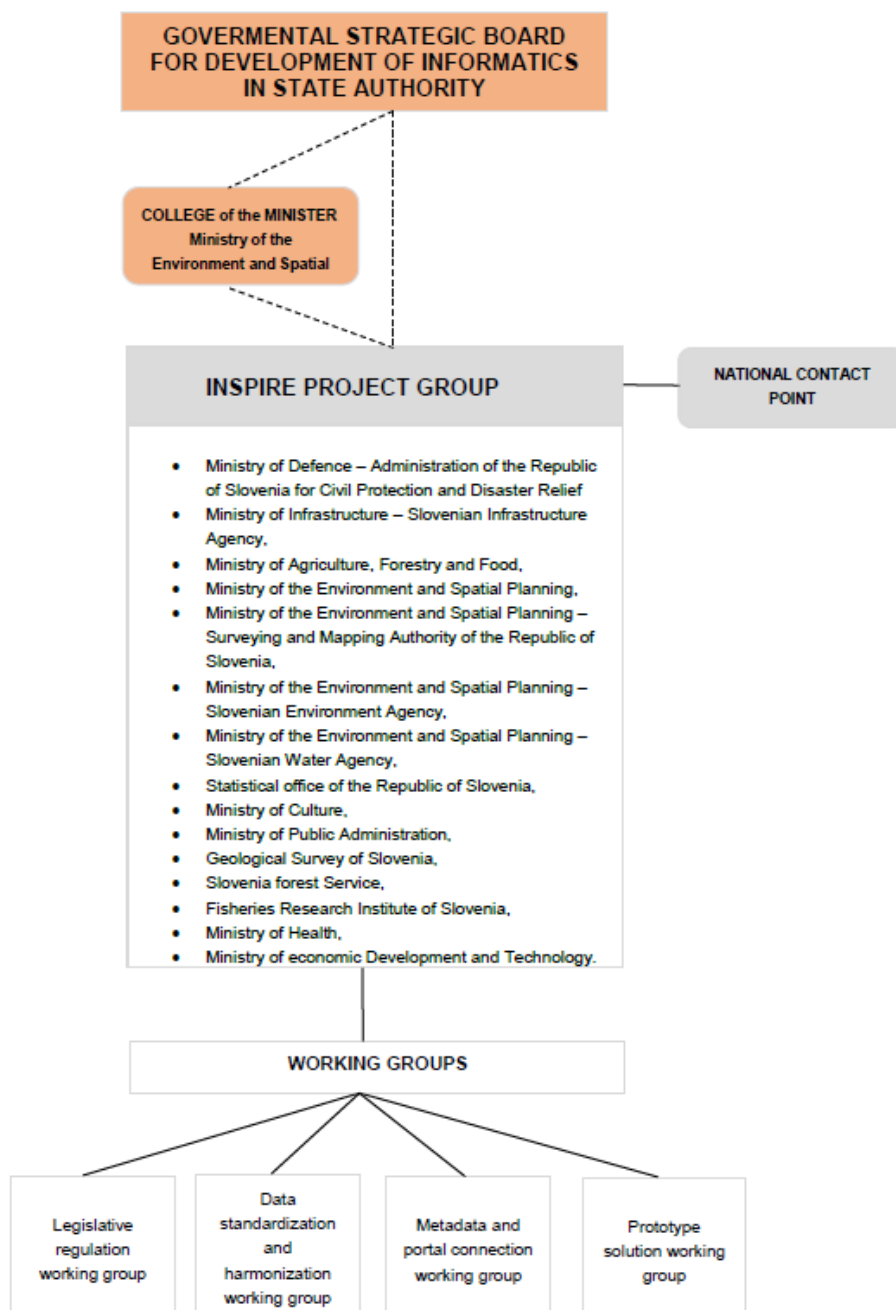 GOVERMENTAL STRATEGIC BOARD
FOR DEVELOPMENT OF INFORMATICS
IN STATE AUTHORITY
COLLEGE of the MINISTER
Ministry of the
Environment and Spatial
INSPIRE PROJECT GROUP
NATIONAL CONTACT
POINT
• Ministry of Defence – Administration of the Republic
of Slovenia for Civil Protection and Disaster Relief
• Ministry of Infrastructure – Slovenian Infrastructure
Agency,
• Ministry of Agriculture, Forestry and Food,
• Ministry of the Environment and Spatial Planning,
• Ministry of the Environment and Spatial Planning –
Surveying and Mapping Authority of the Republic of
Slovenia,
• Ministry of the Environment and Spatial Planning –
Slovenian Environment Agency,
• Ministry of the Environment and Spatial Planning –
Slovenian Water Agency,
• Statistical office of the Republic of Slovenia,
• Ministry of Culture,
• Ministry of Public Administration,
• Geological Survey of Slovenia,
• Slovenia forest Service,
• Fisheries Research Institute of Slovenia,
• Ministry of Health,
• Ministry of economic Development and Technology.
WORKING GROUPS
Legislative
regulation
working group
Data
standardization
and
harmonization
working group
Metadata and
portal connection
working group
Prototype
solution working
group